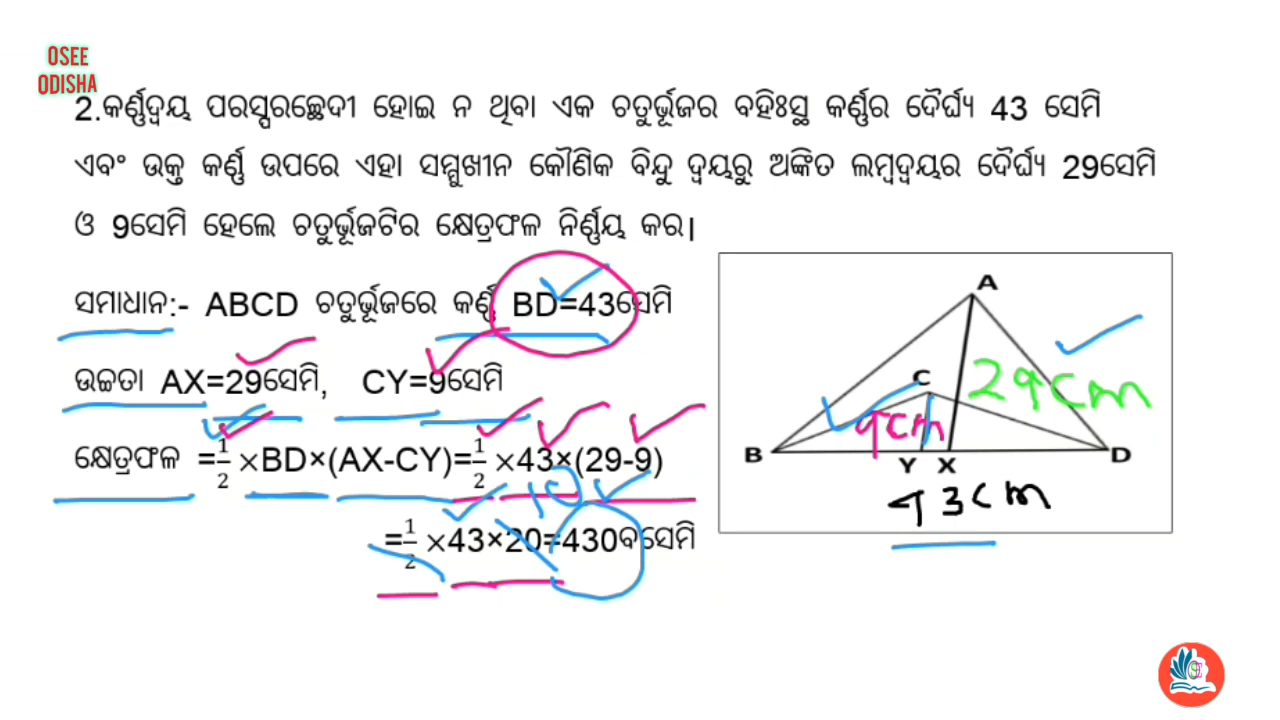 OSEE
ODISHA
2.କର୍ଣ୍ଣଦ୍ୱୟ ପରସ୍ପରଚ୍ଛେଦୀ ହୋଇ ନ ଥିବା ଏକ ଚତୁର୍ଭୂଜର ବହିଃସ୍ଥ କର୍ଣ୍ଣର ଦୈର୍ଘ୍ୟ 43 ସେମି
ଏବଂ ଉକ୍ତ କର୍ଣ୍ଣ ଉପରେ ଏହା ସମ୍ମୁଖୀନ କୌଣିକ ବିନ୍ଦୁ ଦ୍ୱୟରୁ ଅଙ୍କିତ ଲମ୍ବଦ୍ୱୟର ଦୈର୍ଘ୍ୟ 29ସେମି
ଓ 9ସେମି ହେଲେ ଚତୁର୍ଭୂଜଟିର କ୍ଷେତ୍ରଫଳ ନିର୍ଣ୍ଣୟ କର।
ସମାଧାନ:- ABCD ଚତୁର୍ଭୂଜରେ କର୍ଣ୍ଣ BD=43ସେମି
ଉଚ୍ଚତା AX=29ସେମି, CY=9ସେମି
କ୍ଷେତ୍ରଫଳ =1/2 ×BD×(AX-CY)=1/2 ×43×(29-9)
10
=1/2 ×43×20=430ବସେମି
A
C 29cm
9cm
B Y X D
43cm